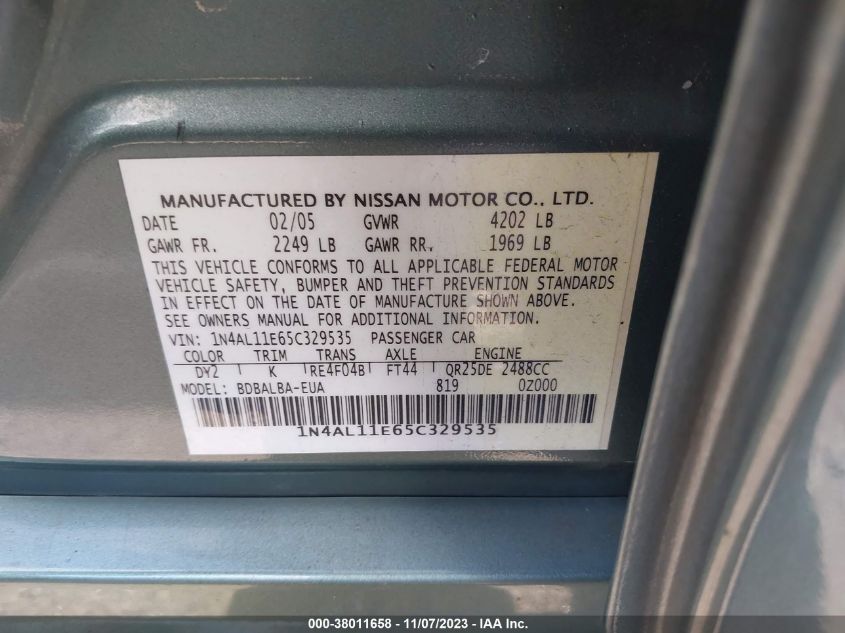 MANUFACTURED BY NISSAN MOTOR CO., LTD.
DATE 02/05 GVWR 4202 LB
GAWR FR. 2249 LB GAWR RR. 1969 LB
THIS VEHICLE CONFORMS TO ALL APPLICABLE FEDERAL MOTOR
VEHICLE SAFETY, BUMPER AND THEFT PREVENTION STANDARDS
IN EFFECT ON THE DATE OF MANUFACTURE SHOWN ABOVE.
SEE OWNERS MANUAL FOR ADDITIONAL INFORMATION.
VIN: 1N4AL11E65C329535 PASSENGER CAR
COLOR TRIM TRANS AXLE ENGINE
DY2 K RE4F04B FT44 QR25DE 2488CC
MODEL: BDBALBA-EUA 819 0Z000
1N4AL11E65C329535
000-38011658 - 11/07/2023 - IAA Inc.